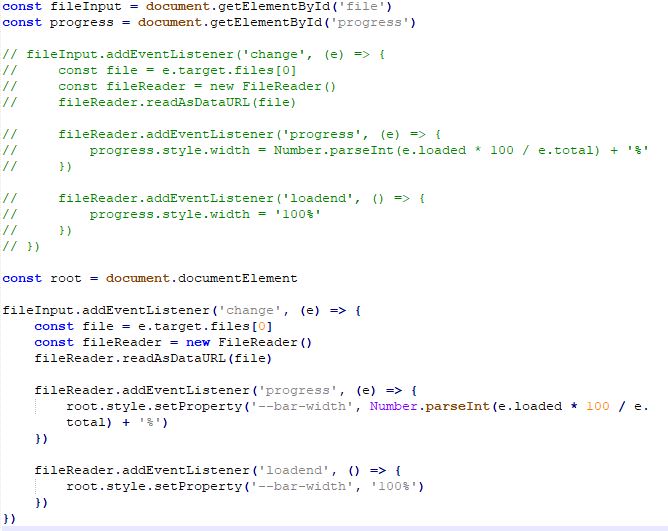 const fileInput = document.getElementById('file')
const progress = document.getElementById('progress')

// fileInput.addEventListener('change', (e) => {
//     const file = e.target.files[0]
//     const fileReader = new FileReader()
//     fileReader.readAsDataURL(file)

//     fileReader.addEventListener('progress', (e) => {
//         progress.style.width = Number.parseInt(e.loaded * 100 / e.total) + '%'
//     })

//     fileReader.addEventListener('loadend', () => {
//         progress.style.width = '100%'
//     })
// })

const root = document.documentElement

fileInput.addEventListener('change', (e) => {
    const file = e.target.files[0]
    const fileReader = new FileReader()
    fileReader.readAsDataURL(file)

    fileReader.addEventListener('progress', (e) => {
        root.style.setProperty('--bar-width', Number.parseInt(e.loaded * 100 / e.
        total) + '%')
    })

    fileReader.addEventListener('loadend', () => {
        root.style.setProperty('--bar-width', '100%')
    })
})